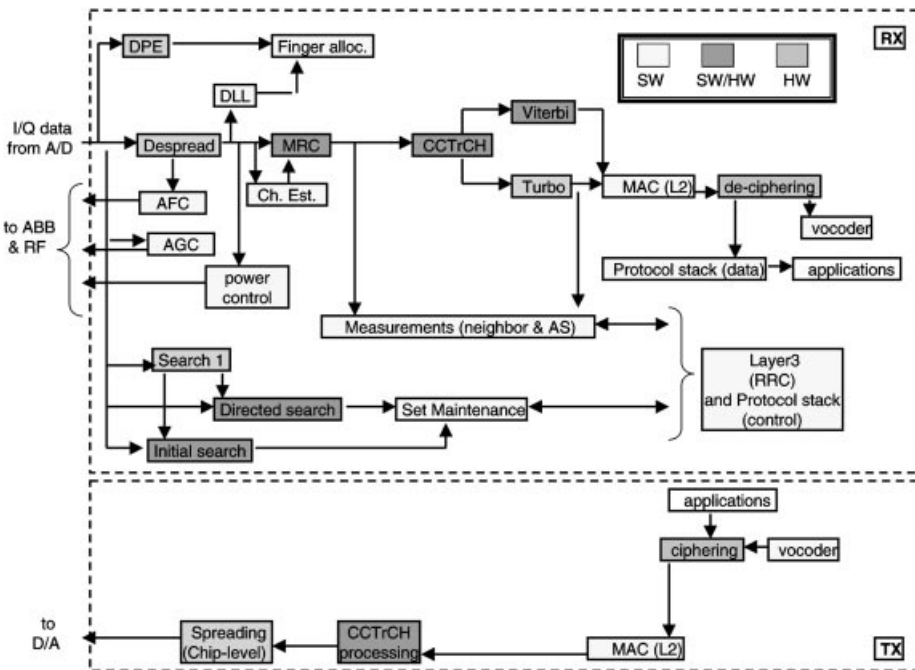 RX
DPE
Finger alloc.
SW
SW/HW
HW
DLL
Viterbi
I/Q data
from A/D
Despread
MRC
CCTrCH
Ch. Est.
Turbo
MAC (L2)
de-ciphering
AFC
to ABB
& RF
AGC
vocoder
power
control
Protocol stack (data)
applications
Measurements (neighbor & AS)
Search 1
Layer3
(RRC)
and Protocol stack
(control)
Directed search
Set Maintenance
Initial search
applications
ciphering
vocoder
to
D/A
Spreading
(Chip-level)
CCTrCH
processing
MAC (L2)
TX